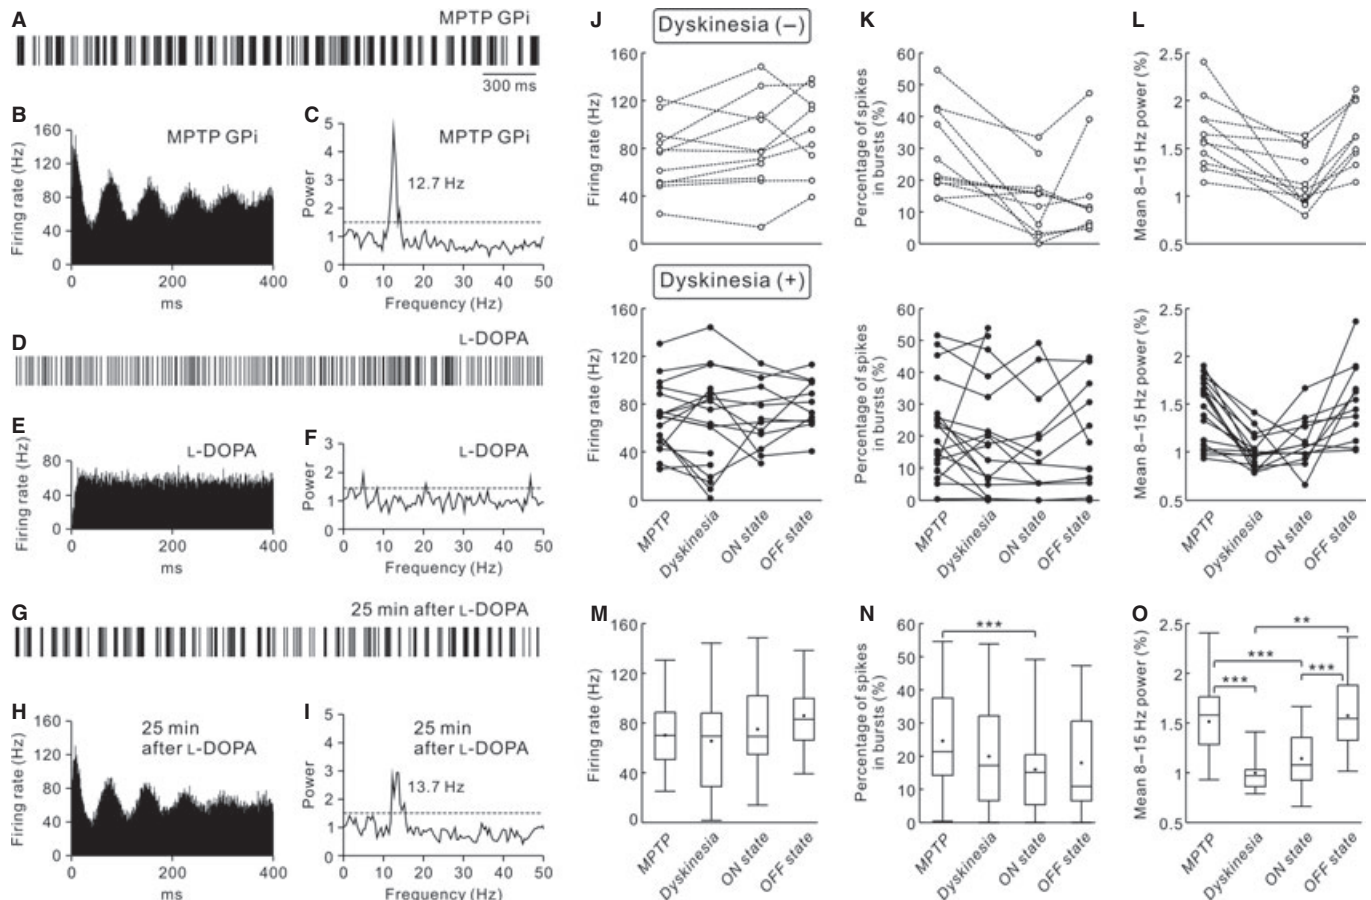 A
MPTP GPi
300 ms
B
MPTP GPi
Firing rate (Hz)
160
120
80
40
0
0
200
400
ms
C
MPTP GPi
12.7 Hz
Power
5
4
3
2
1
0
0
10
20
30
40
50
Frequency (Hz)
D
L-DOPA
E
L-DOPA
Firing rate (Hz)
80
40
0
0
200
400
ms
F
L-DOPA
Power
3
2
1
0
0
10
20
30
40
50
Frequency (Hz)
G
25 min after L-DOPA
H
25 min
after L-DOPA
Firing rate (Hz)
160
120
80
40
0
0
200
400
ms
I
25 min
after L-DOPA
13.7 Hz
Power
5
4
3
2
1
0
0
10
20
30
40
50
Frequency (Hz)
J
Dyskinesia (–)
Firing rate (Hz)
160
120
80
40
0
Dyskinesia (+)
Firing rate (Hz)
160
120
80
40
0
MPTP
Dyskinesia
ON state
OFF state
K
Percentage of spikes
in bursts (%)
60
50
40
30
20
10
0
Percentage of spikes
in bursts (%)
60
50
40
30
20
10
0
MPTP
Dyskinesia
ON state
OFF state
L
Mean 8–15 Hz power (%)
2.5
2
1.5
1
0.5
Mean 8–15 Hz power (%)
2.5
2
1.5
1
0.5
MPTP
Dyskinesia
ON state
OFF state
M
Firing rate (Hz)
160
120
80
40
0
MPTP
Dyskinesia
ON state
OFF state
N
Percentage of spikes
in bursts (%)
60
50
40
30
20
10
0
***
MPTP
Dyskinesia
ON state
OFF state
O
Mean 8–15 Hz power (%)
2.5
2
1.5
1
0.5
**
***
***
***
MPTP
Dyskinesia
ON state
OFF state